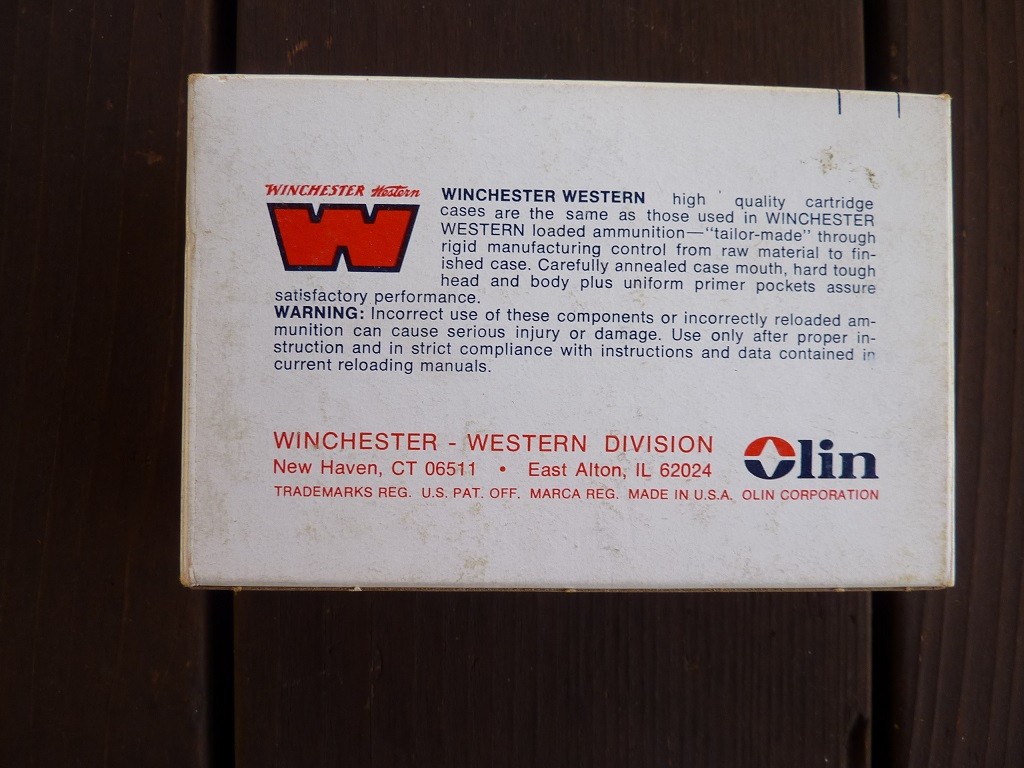 WINCHESTER Western
W
WINCHESTER WESTERN high quality cartridge
cases are the same as those used in WINCHESTER
WESTERN loaded ammunition—"tailor-made" through
rigid manufacturing control from raw material to fin-
ished case. Carefully annealed case mouth, hard tough
head and body plus uniform primer pockets assure
satisfactory performance.
WARNING: Incorrect use of these components or incorrectly reloaded am-
munition can cause serious injury or damage. Use only after proper in-
struction and in strict compliance with instructions and data contained in
current reloading manuals.
WINCHESTER - WESTERN DIVISION
New Haven, CT 06511 • East Alton, IL 62024
Olin
TRADEMARKS REG. U.S. PAT. OFF. MARCA REG. MADE IN U.S.A. OLIN CORPORATION